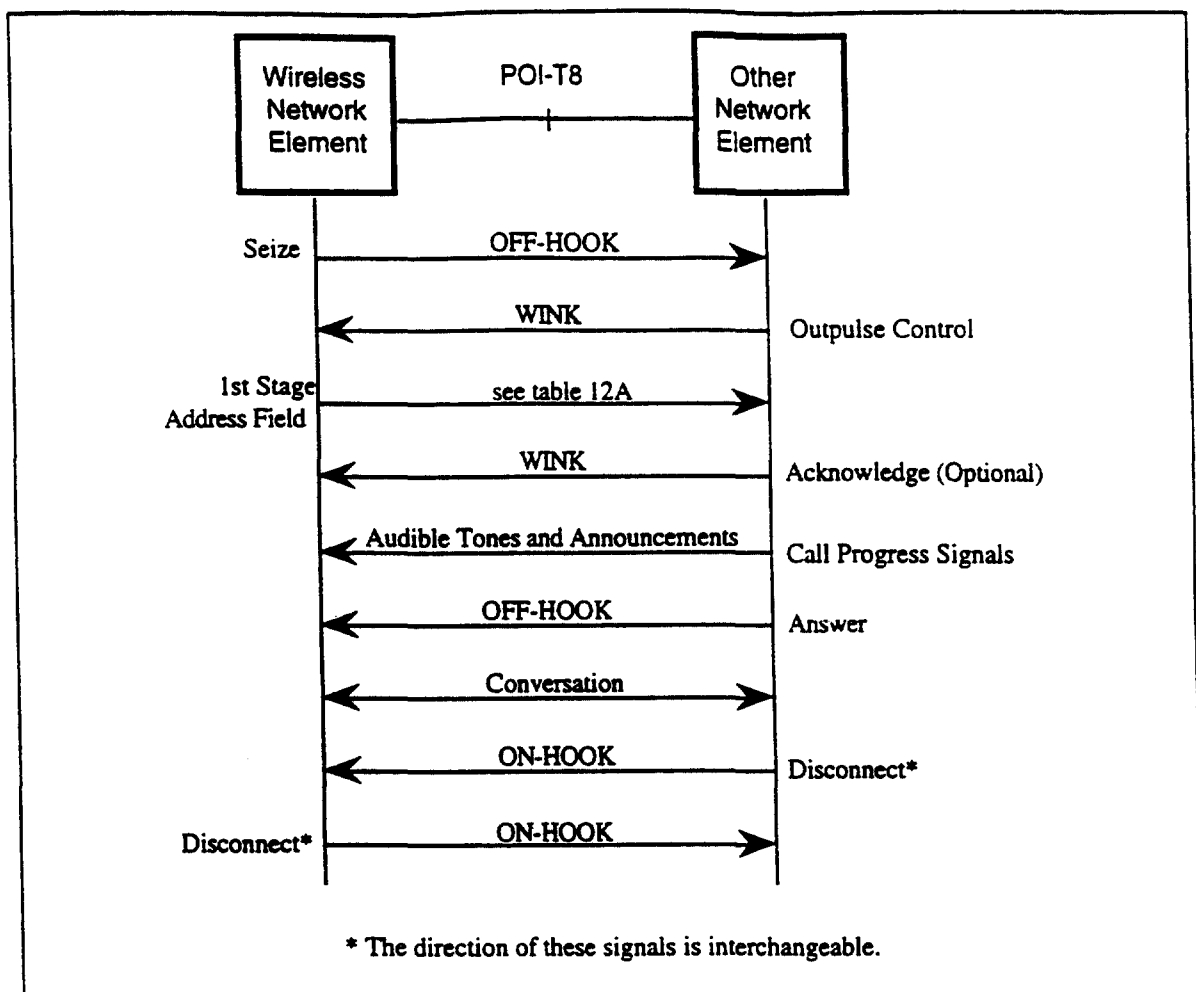 Wireless
Network
Element
POI-T8
Other
Network
Element
Seize
OFF-HOOK
WINK
Outpulse Control
1st Stage
Address Field
see table 12A
WINK
Acknowledge (Optional)
Audible Tones and Announcements
Call Progress Signals
OFF-HOOK
Answer
Conversation
ON-HOOK
Disconnect*
Disconnect*
ON-HOOK
* The direction of these signals is interchangeable.